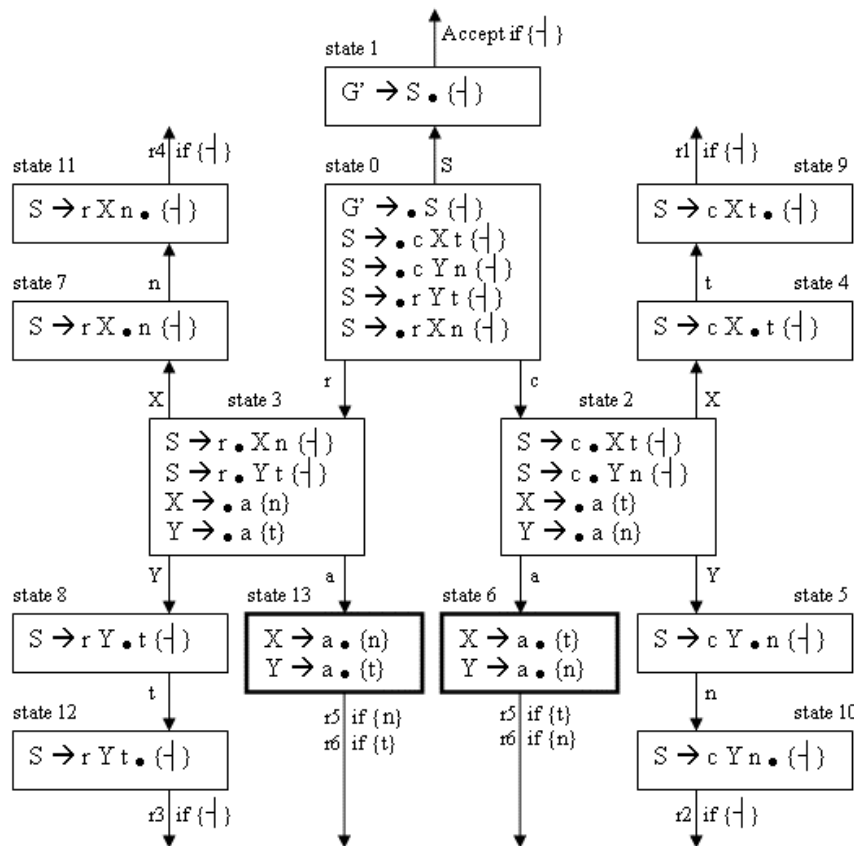 Accept if {⊣}
state 1
G' → S • {⊣}
r4 if {⊣}
r1 if {⊣}
state 11
state 0
S
state 9
S → r X n • {⊣}
G' → • S {⊣}
S → • c X t {⊣}
S → • c Y n {⊣}
S → • r Y t {⊣}
S → • r X n {⊣}
S → c X t • {⊣}
n
t
state 7
state 4
S → r X • n {⊣}
S → c X • t {⊣}
X
state 3
r
c
state 2
X
S → r • X n {⊣}
S → r • Y t {⊣}
X → • a {n}
Y → • a {t}
S → c • X t {⊣}
S → c • Y n {⊣}
X → • a {t}
Y → • a {n}
Y
a
a
Y
state 8
state 13
state 6
state 5
S → r Y • t {⊣}
X → a • {n}
Y → a • {t}
X → a • {t}
Y → a • {n}
S → c Y • n {⊣}
t
n
r5 if {n}
r6 if {t}
r5 if {t}
r6 if {n}
state 12
state 10
S → r Y t • {⊣}
S → c Y n • {⊣}
r3 if {⊣}
r2 if {⊣}